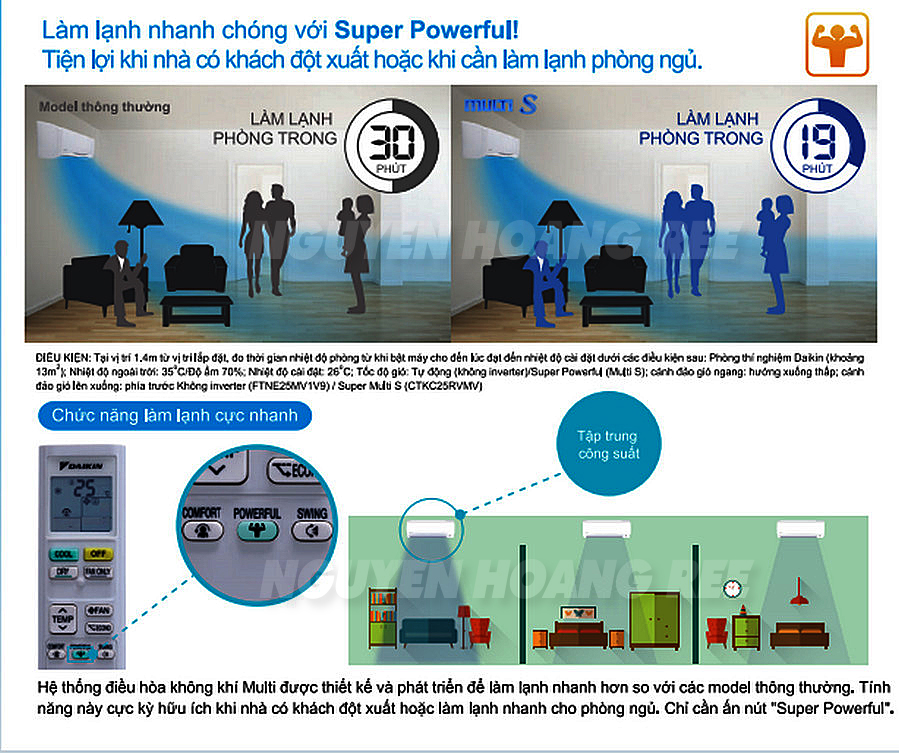 Làm lạnh nhanh chóng với Super Powerful!
Tiện lợi khi nhà có khách đột xuất hoặc khi cần làm lạnh phòng ngủ.
Model thông thường
LÀM LẠNH
PHÒNG TRONG
30
PHÚT
MULTI S
LÀM LẠNH
PHÒNG TRONG
19
PHÚT
NGUYEN HOANG REE
ĐIỀU KIỆN: Tại vị trí 1.4m từ vị trí lắp đặt, đo thời gian nhiệt độ phòng từ khi bật máy cho đến lúc đạt đến nhiệt độ cài đặt dưới các điều kiện sau: Phòng thí nghiệm Daikin (khoảng
13m²); Nhiệt độ ngoài trời: 35°C/Độ ẩm 70%; Nhiệt độ cài đặt: 26°C; Tốc độ gió: Tự động (không inverter)/Super Powerful (Multi S); cánh đảo gió ngang: hướng xuống thấp; cánh
đảo gió lên xuống: phía trước Không inverter (FTNE25MV1V9) / Super Multi S (CTKC25RVMV)
Chức năng làm lạnh cực nhanh
Tập trung
công suất
DAIKIN
25
COOL
OFF
DRY
FAN ONLY
TEMP
FAN
ECONO
ECO
COMFORT
POWERFUL
SWING
NGUYEN HOANG REE
Hệ thống điều hòa không khí Multi được thiết kế và phát triển để làm lạnh nhanh hơn so với các model thông thường. Tính
năng này cực kỳ hữu ích khi nhà có khách đột xuất hoặc làm lạnh nhanh cho phòng ngủ. Chỉ cần ấn nút "Super Powerful".